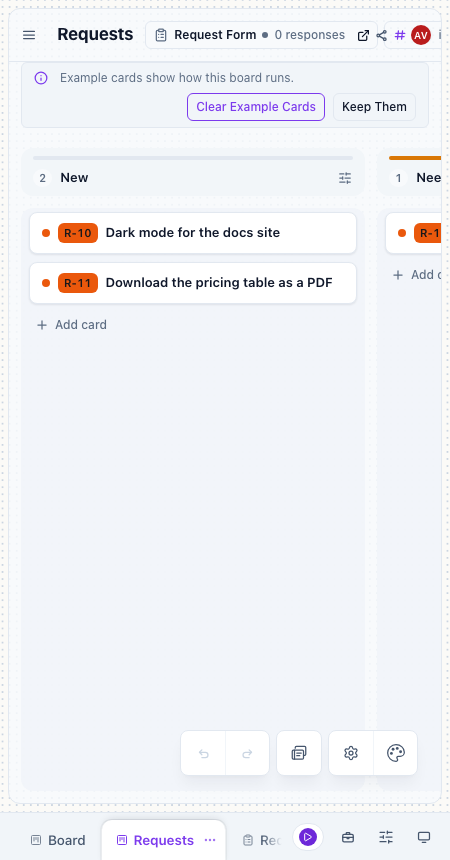 Requests
Request Form • 0 responses
AV
Example cards show how this board runs.
Clear Example Cards
Keep Them
2 New
1
R-10 Dark mode for the docs site
R-11 Download the pricing table as a PDF
Add card
Add
Board
Requests